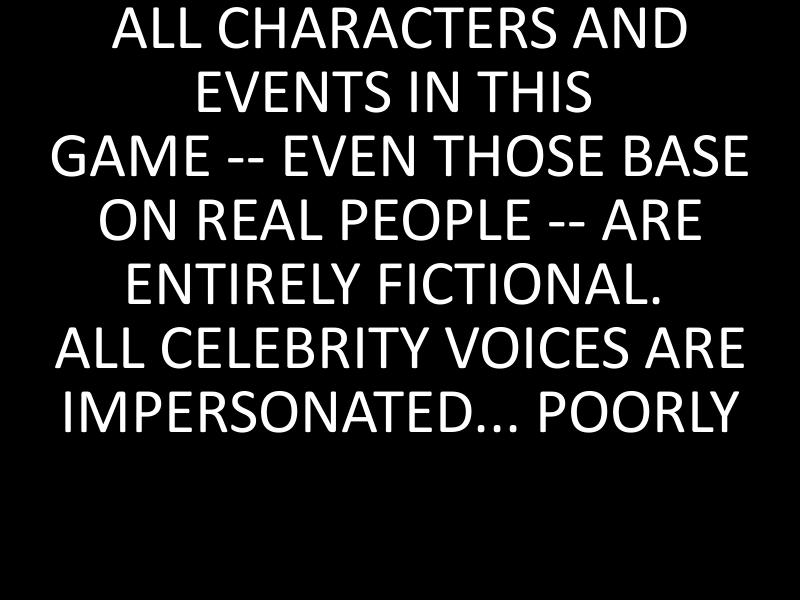 ALL CHARACTERS AND
EVENTS IN THIS
GAME -- EVEN THOSE BASE
ON REAL PEOPLE -- ARE
ENTIRELY FICTIONAL.
ALL CELEBRITY VOICES ARE
IMPERSONATED... POORLY